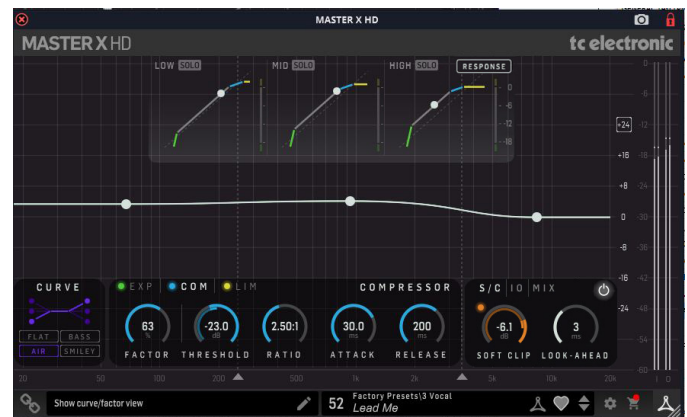 MASTER X HD
MASTER X HD
tc electronic
LOW SOLO MID SOLO HIGH SOLO RESPONSE
0
0
-6
-6
-12
-18
+24 -12
+16 -18
+8 -24
0 -30
-8 -36
-16 -42
-24 -48
-54
-60
CURVE
FLAT BASS
AIR SMILEY
EXP COM LIM COMPRESSOR
63
%
-23.0
dB
2.50:1
30.0
ms
200
ms
FACTOR THRESHOLD RATIO ATTACK RELEASE
S/C IO MIX
-6.1
dB
3
ms
SOFT CLIP LOOK-AHEAD
20 50 100 200 500 1k 2k 5k 10k 20k I O
Show curve/factor view
52 Factory Presets\3 Vocal
Lead Me